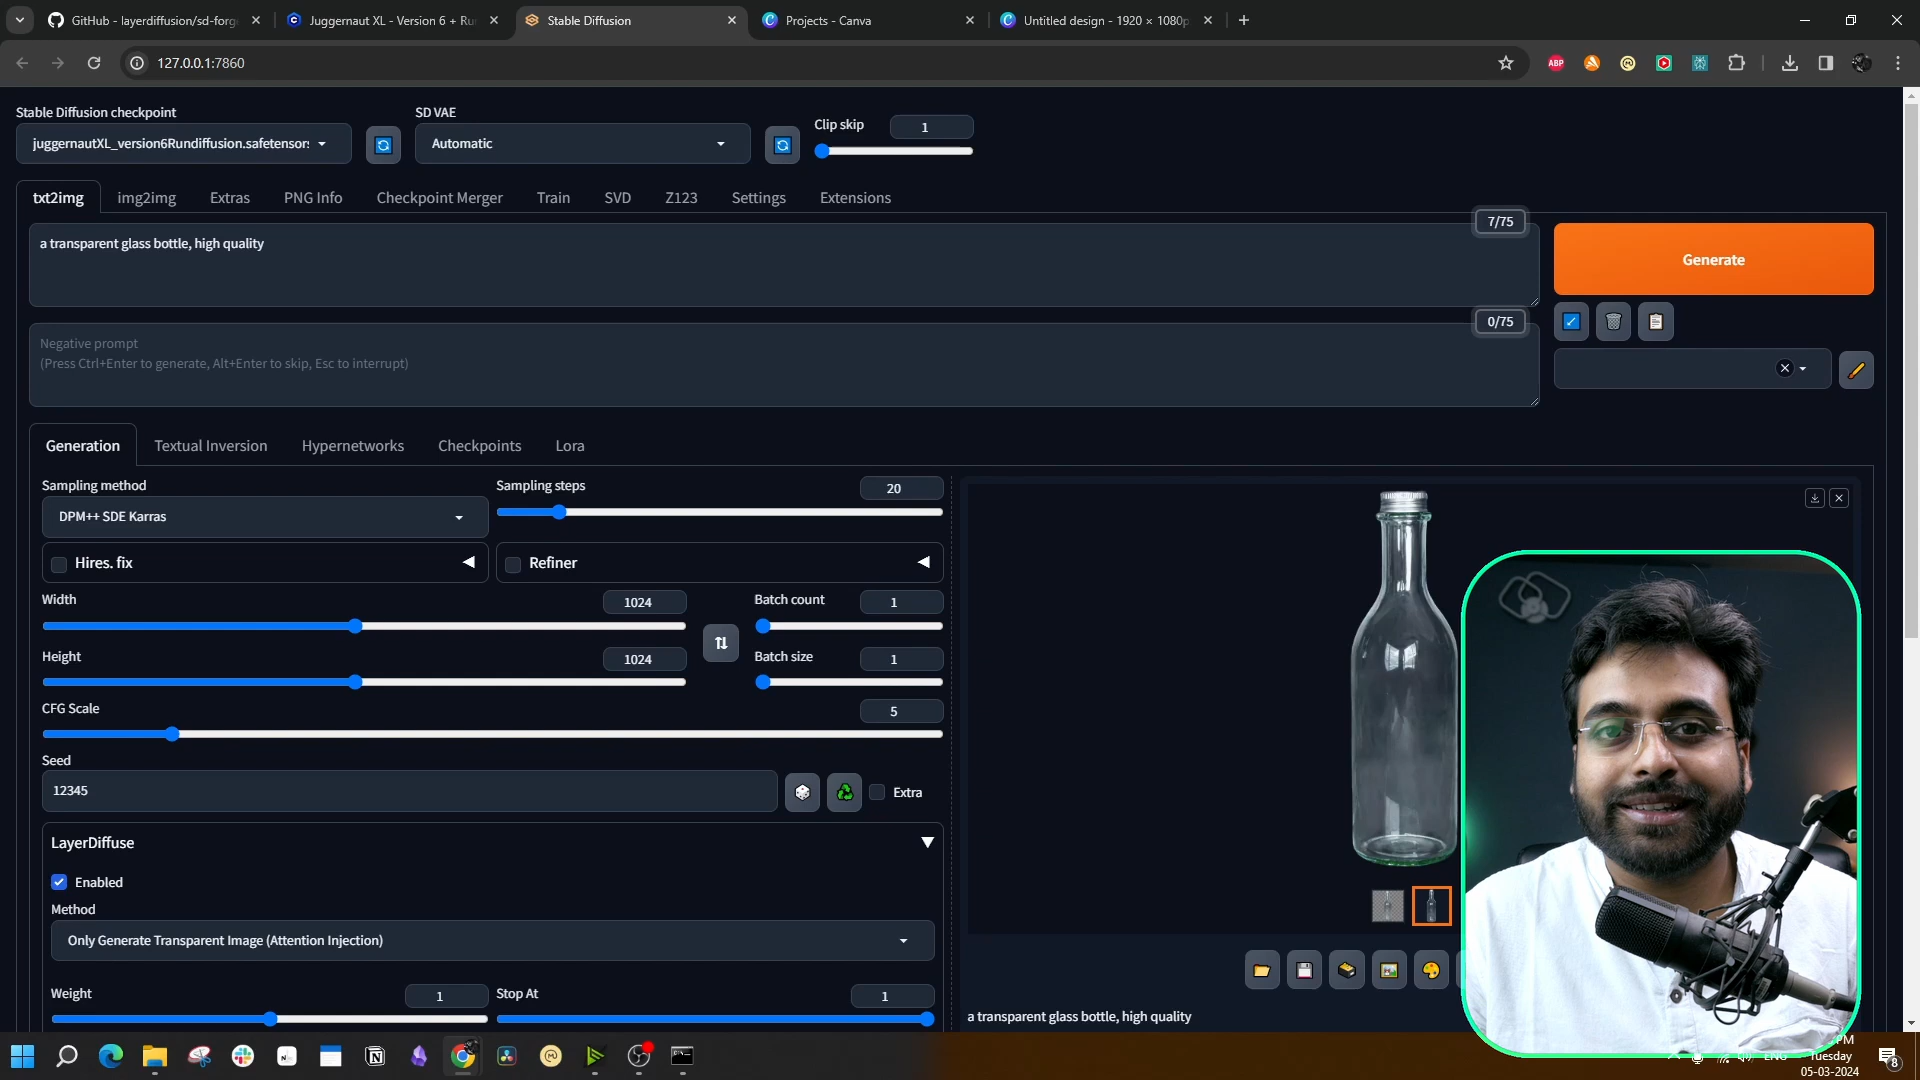 GitHub - layerdiffusion/sd-forg
Juggernaut XL - Version 6 + Ru
Stable Diffusion
Projects - Canva
Untitled design - 1920 × 1080p
127.0.0.1:7860
ABP
Stable Diffusion checkpoint
SD VAE
Clip skip
1
juggernautXL_version6Rundiffusion.safetensors
Automatic
txt2img
img2img
Extras
PNG Info
Checkpoint Merger
Train
SVD
Z123
Settings
Extensions
7/75
a transparent glass bottle, high quality
Generate
0/75
Negative prompt
(Press Ctrl+Enter to generate, Alt+Enter to skip, Esc to interrupt)
Generation
Textual Inversion
Hypernetworks
Checkpoints
Lora
Sampling method
Sampling steps
20
DPM++ SDE Karras
Hires. fix
Refiner
Width
1024
Batch count
1
Height
1024
Batch size
1
CFG Scale
5
Seed
12345
Extra
LayerDiffuse
Enabled
Method
Only Generate Transparent Image (Attention Injection)
Weight
1
Stop At
1
a transparent glass bottle, high quality
PM
ENG
Tuesday
05-03-2024
8